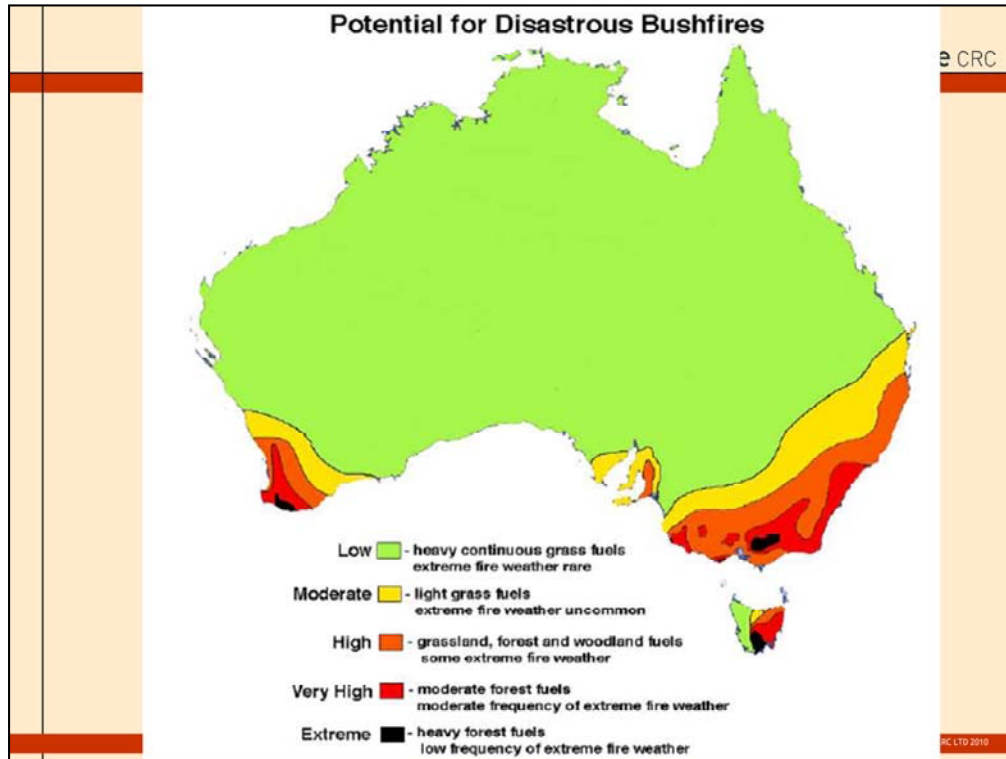 Potential for Disastrous Bushfires
e CRC
Low - heavy continuous grass fuels
extreme fire weather rare
Moderate - light grass fuels
extreme fire weather uncommon
High - grassland, forest and woodland fuels
some extreme fire weather
Very High - moderate forest fuels
moderate frequency of extreme fire weather
Extreme - heavy forest fuels
low frequency of extreme fire weather
RC LTD 2010